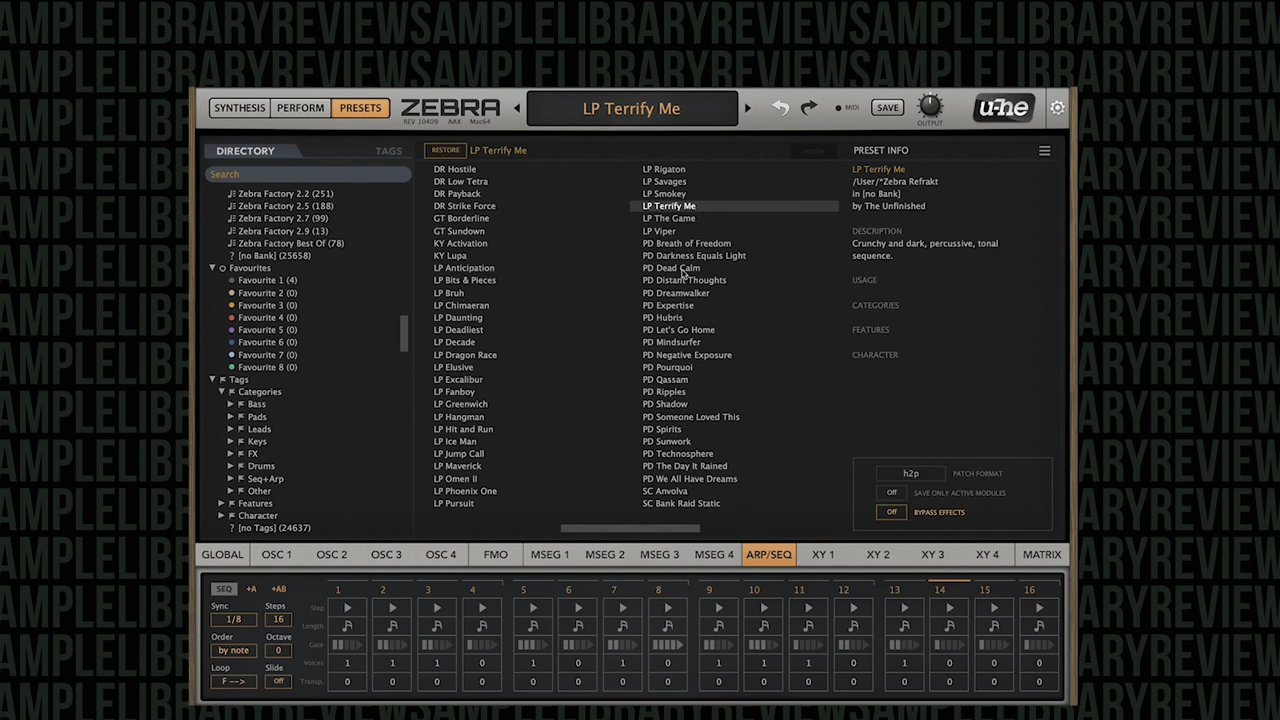 SAMPLELIBRARYREVIEWS
SYNTHESIS PERFORM PRESETS ZEBRA LP Terrify Me MIDI SAVE OUTPUT u-he
REV 10409 AAX Mac64
DIRECTORY TAGS
Search
Zebra Factory 2.2 (251)
Zebra Factory 2.5 (188)
Zebra Factory 2.7 (99)
Zebra Factory 2.9 (13)
Zebra Factory Best Of (78)
? [no Bank] (25658)
Favourites
Favourite 1 (4)
Favourite 2 (0)
Favourite 3 (0)
Favourite 4 (0)
Favourite 5 (0)
Favourite 6 (0)
Favourite 7 (0)
Favourite 8 (0)
Tags
Categories
Bass
Pads
Leads
Keys
FX
Drums
Seq+Arp
Other
Features
Character
? [no Tags] (24637)
RESTORE LP Terrify Me ready
DR Hostile
DR Low Tetra
DR Payback
DR Strike Force
GT Borderline
GT Sundown
KY Activation
KY Lupa
LP Anticipation
LP Bits & Pieces
LP Bruh
LP Chimaeran
LP Daunting
LP Deadliest
LP Decade
LP Dragon Race
LP Elusive
LP Excalibur
LP Fanboy
LP Greenwich
LP Hangman
LP Hit and Run
LP Ice Man
LP Jump Call
LP Maverick
LP Omen II
LP Phoenix One
LP Pursuit
LP Rigaton
LP Savages
LP Smokey
LP Terrify Me
LP The Game
LP Viper
PD Breath of Freedom
PD Darkness Equals Light
PD Dead Calm
PD Distant Thoughts
PD Dreamwalker
PD Expertise
PD Hubris
PD Let's Go Home
PD Mindsurfer
PD Negative Exposure
PD Pourquoi
PD Qassam
PD Ripples
PD Shadow
PD Someone Loved This
PD Spirits
PD Sunwork
PD Technosphere
PD The Day It Rained
PD We All Have Dreams
SC Anvolva
SC Bank Raid Static
PRESET INFO
LP Terrify Me
/User/*Zebra Refrakt
in [no Bank]
by The Unfinished
DESCRIPTION
Crunchy and dark, percussive, tonal
sequence.
USAGE
CATEGORIES
FEATURES
CHARACTER
h2p PATCH FORMAT
Off SAVE ONLY ACTIVE MODULES
Off BYPASS EFFECTS
GLOBAL OSC 1 OSC 2 OSC 3 OSC 4 FMO MSEG 1 MSEG 2 MSEG 3 MSEG 4 ARP/SEQ XY 1 XY 2 XY 3 XY 4 MATRIX
SEQ +A +AB 1 2 3 4 5 6 7 8 9 10 11 12 13 14 15 16
Sync Steps Step
1/8 16 Length
Order Octave Gate
by note 0
Loop Slide Voices 1 1 1 0 1 0 1 0 1 1 1 0 1 0 0 0
F --> Off Transp. 0 0 0 0 0 0 0 0 0 0 0 0 0 0 0 0